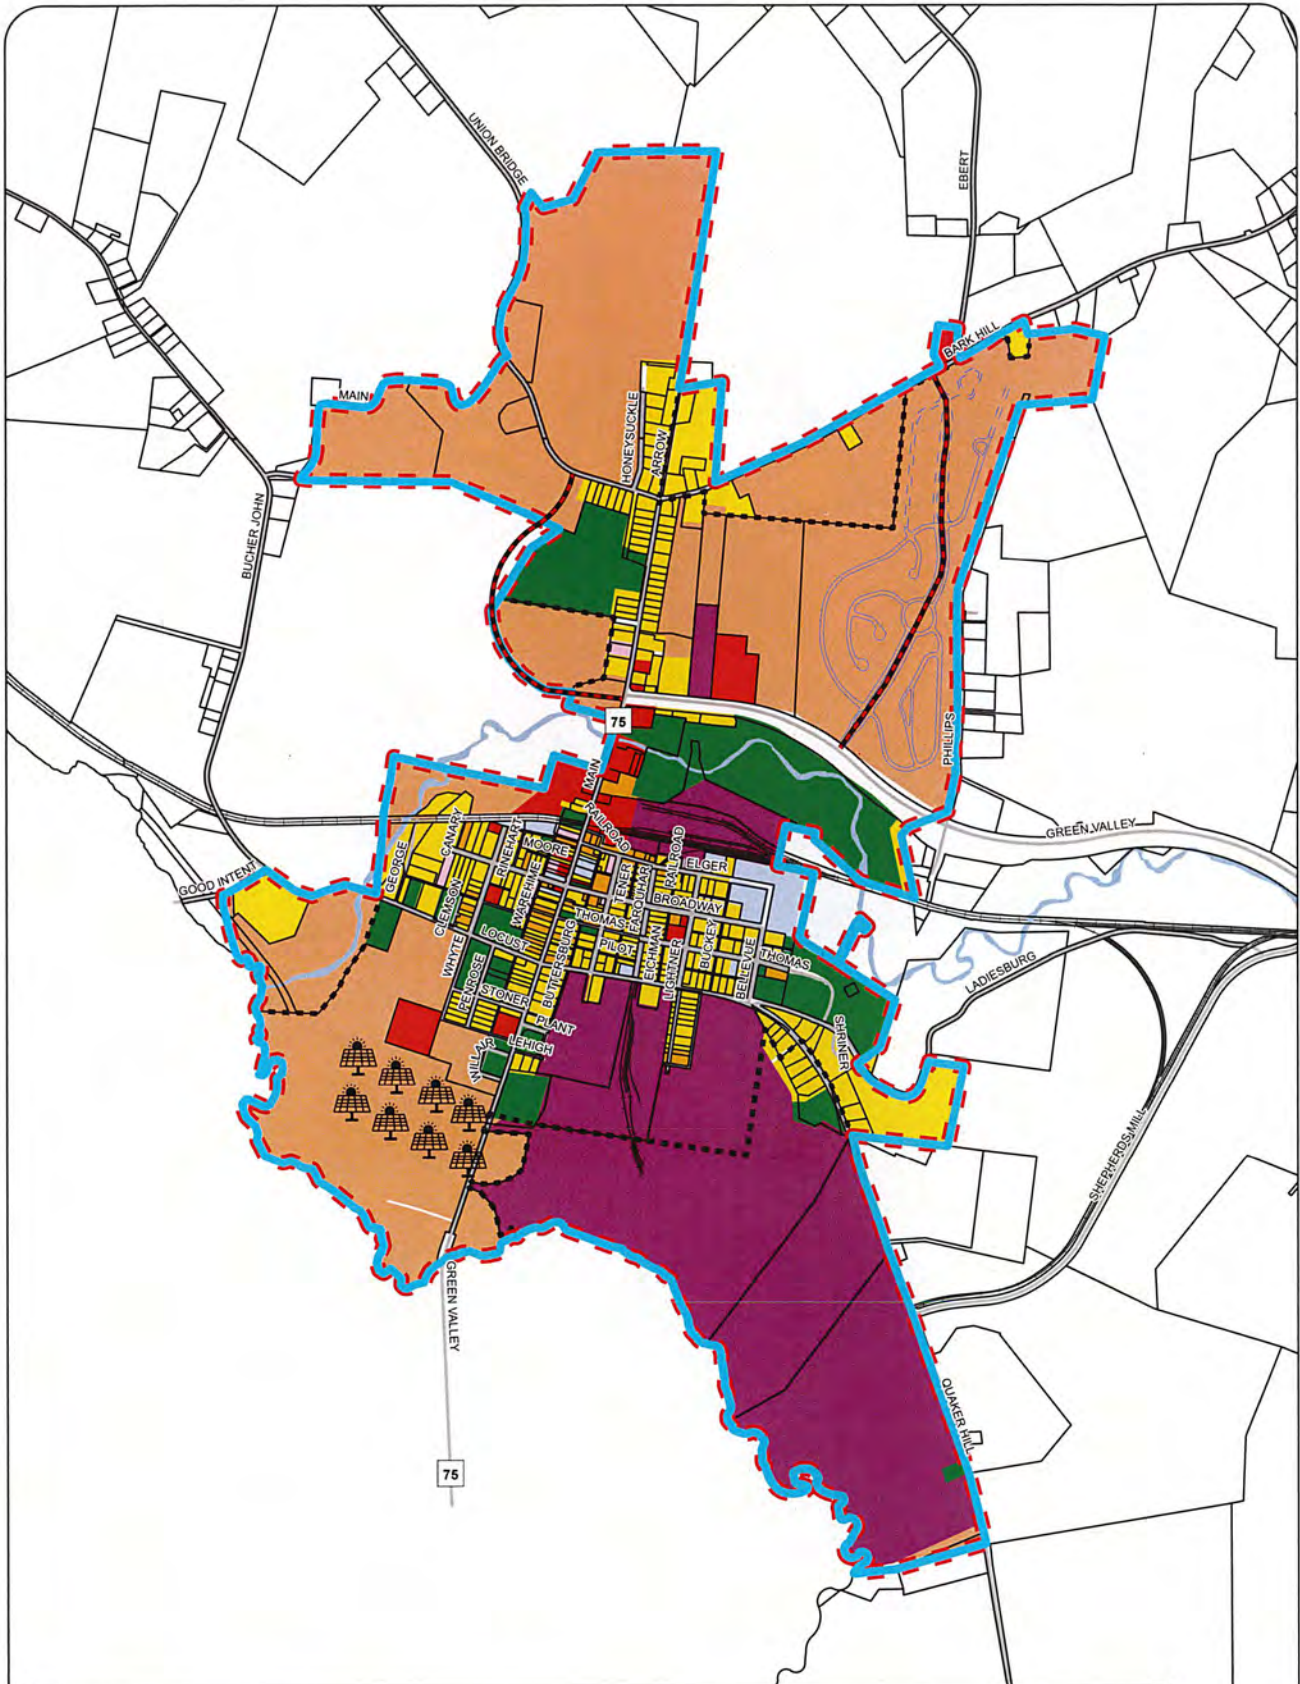 UNION BRIDGE
EBERT
BARK HILL
MAIN
HONEYSUCKLE
ARROW
BUCHER JOHN
75
PHILLIPS
MAIN
GREEN VALLEY
RAILROAD
CANARY
RINEHART
MOORE
RAILROAD
GEORGE
ELGER
GOOD INTENT
TENER
FARQUHAR
CLEMSON
WAREHIME
BROADWAY
THOMAS
LOCUST
PILOT
BUTTERSBURG
EICHMAN
LIGHTNER
BUCKEY
BELLEVUE
THOMAS
WHYTE
PENROSE
LADIESBURG
STONER
PLANT
SHRINER
LEHIGH
WILLAIR
SHEPHERDS MILL
GREEN VALLEY
QUAKER HILL
75